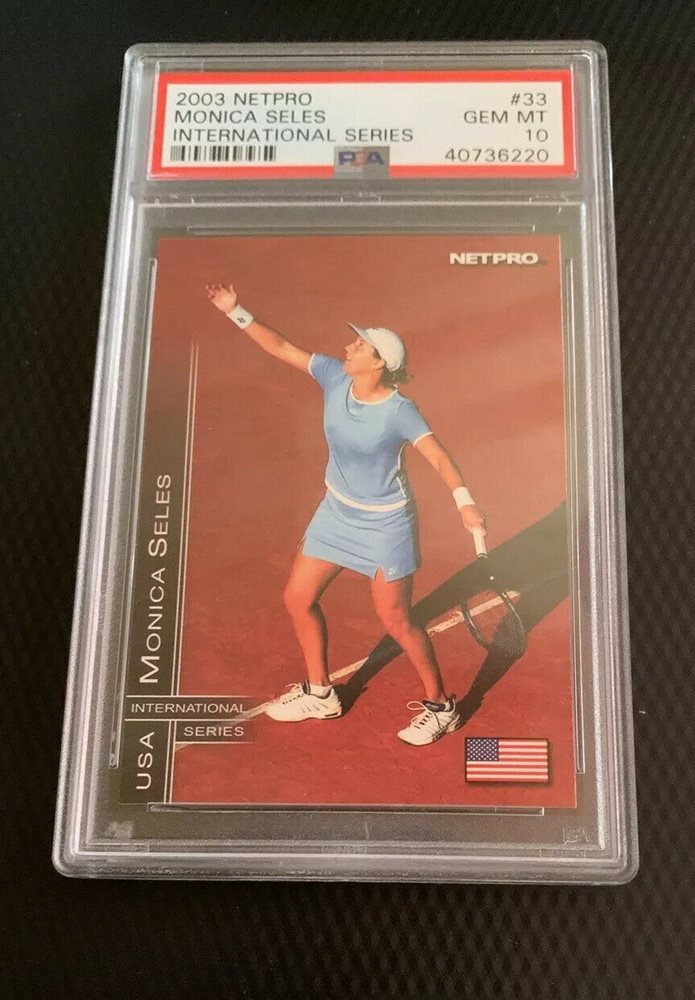 2003 NETPRO #33
MONICA SELES GEM MT
INTERNATIONAL SERIES 10
PSA 40736220
NETPRO
USA MONICA SELES
INTERNATIONAL
SERIES